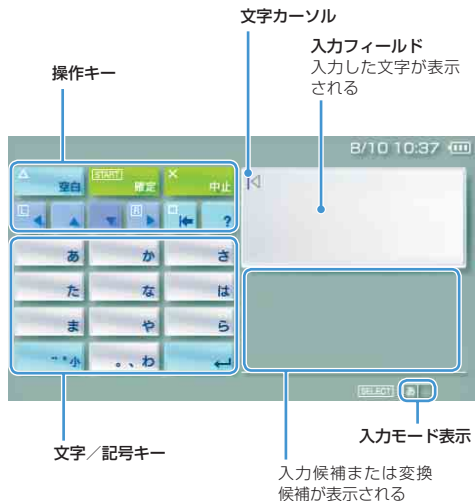 文字カーソル
入力フィールド
入力した文字が表示
される
操作キー
8/10 10:37
△ 空白
START 確定
× 中止
L
R
□
?
あ か さ
た な は
ま や ら
゛゜小 。、わ
SELECT あ
入力モード表示
文字／記号キー
入力候補または変換
候補が表示される